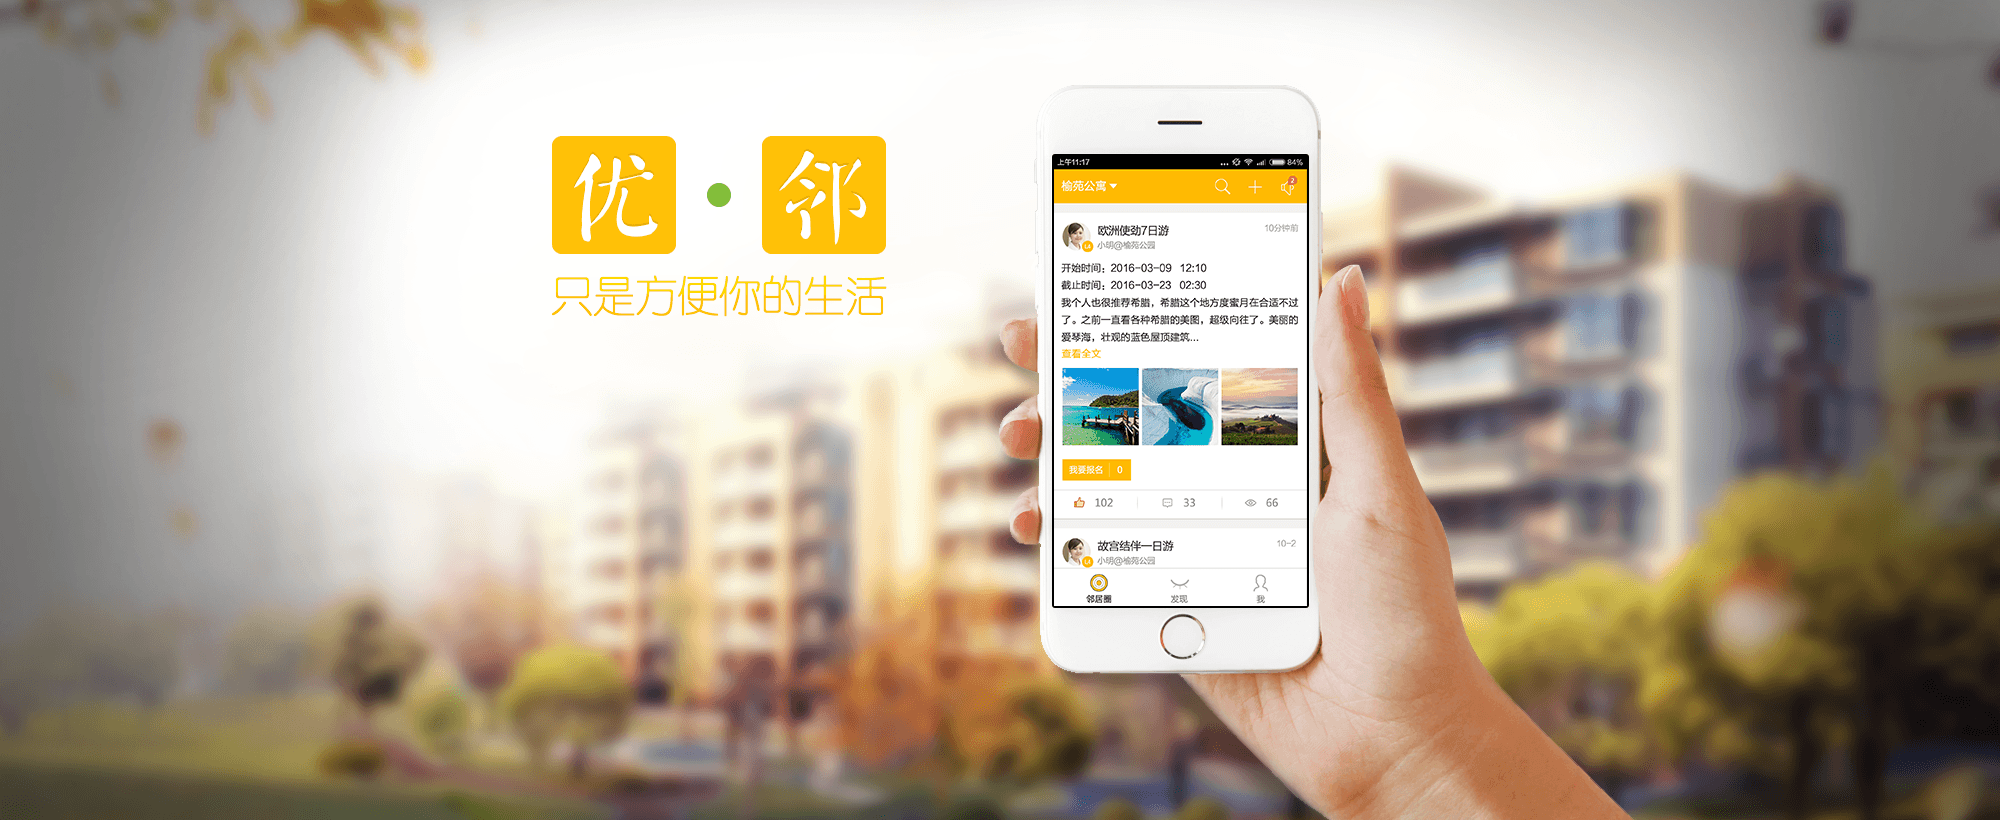 优·邻
只是方便你的生活
上午11:17
84%
榆苑公寓
2
欧洲使劲7日游
10分钟前
小明@榆苑公园
开始时间：2016-03-09 12:10
截止时间：2016-03-23 02:30
我个人也很推荐希腊，希腊这个地方度蜜月在合适不过
了。之前一直看各种希腊的美图，超级向往了。美丽的
爱琴海，壮观的蓝色屋顶建筑...
查看全文
我要报名 0
102
33
66
故宫结伴一日游
10-2
小明@榆苑公园
邻居圈
发现
我